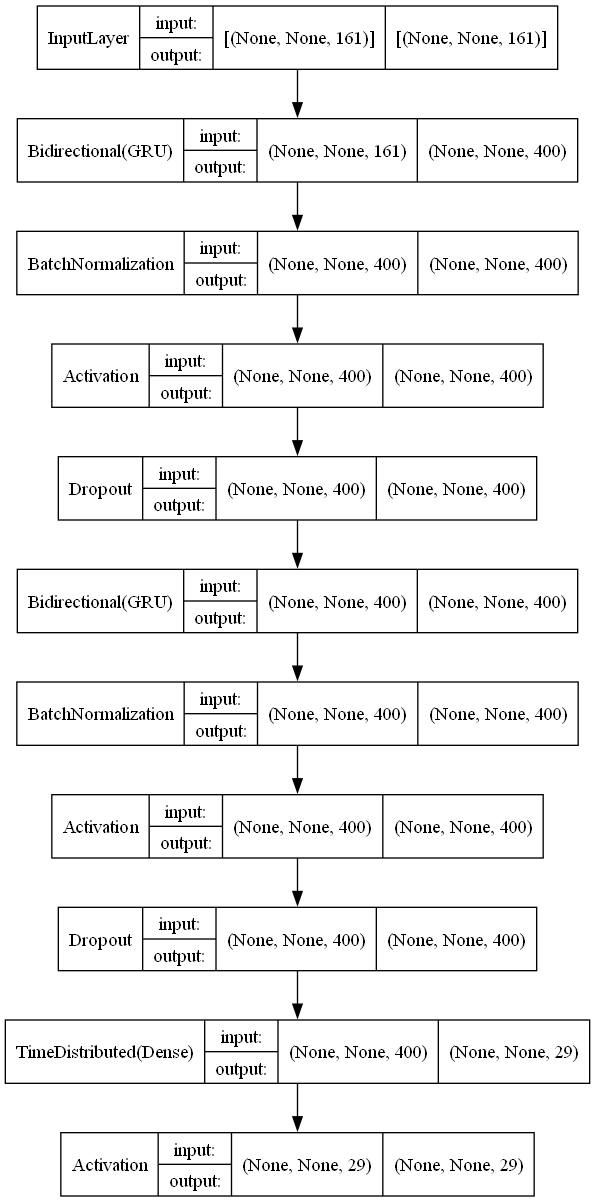 InputLayer input: output: [(None, None, 161)] [(None, None, 161)]
Bidirectional(GRU) input: output: (None, None, 161) (None, None, 400)
BatchNormalization input: output: (None, None, 400) (None, None, 400)
Activation input: output: (None, None, 400) (None, None, 400)
Dropout input: output: (None, None, 400) (None, None, 400)
Bidirectional(GRU) input: output: (None, None, 400) (None, None, 400)
BatchNormalization input: output: (None, None, 400) (None, None, 400)
Activation input: output: (None, None, 400) (None, None, 400)
Dropout input: output: (None, None, 400) (None, None, 400)
TimeDistributed(Dense) input: output: (None, None, 400) (None, None, 29)
Activation input: output: (None, None, 29) (None, None, 29)